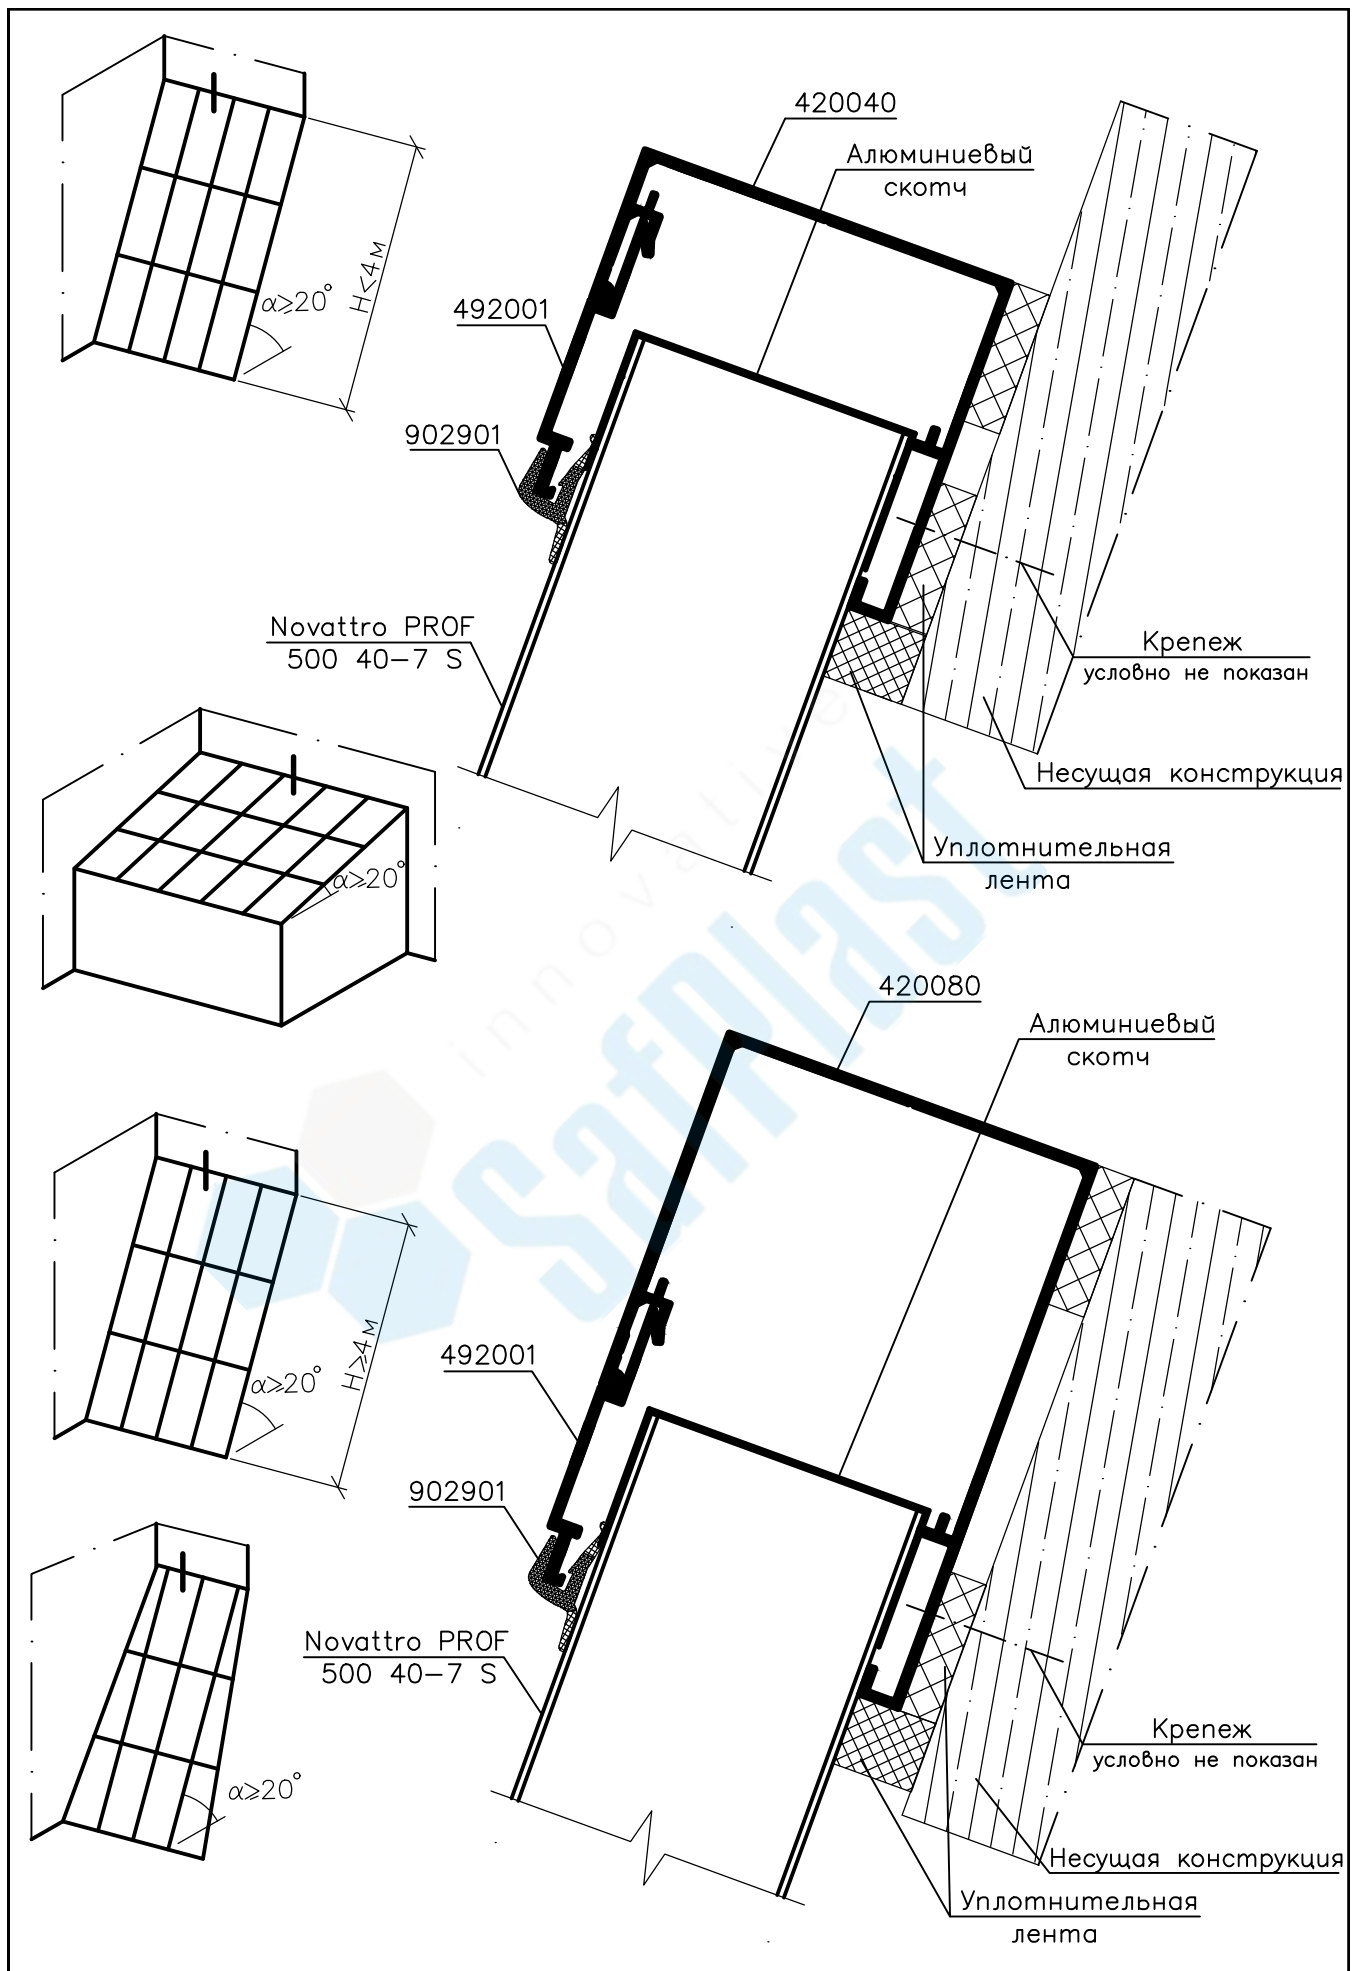 420040
Алюминиевый
скотч
492001
902901
α≥20°
H<4м
Novattro PROF
500 40-7 S
Крепеж
условно не показан
Несущая конструкция
Уплотнительная
лента
α≥20°
innovative
Safplast
420080
Алюминиевый
скотч
492001
902901
α≥20°
H≥4м
Novattro PROF
500 40-7 S
α≥20°
Крепеж
условно не показан
Несущая конструкция
Уплотнительная
лента